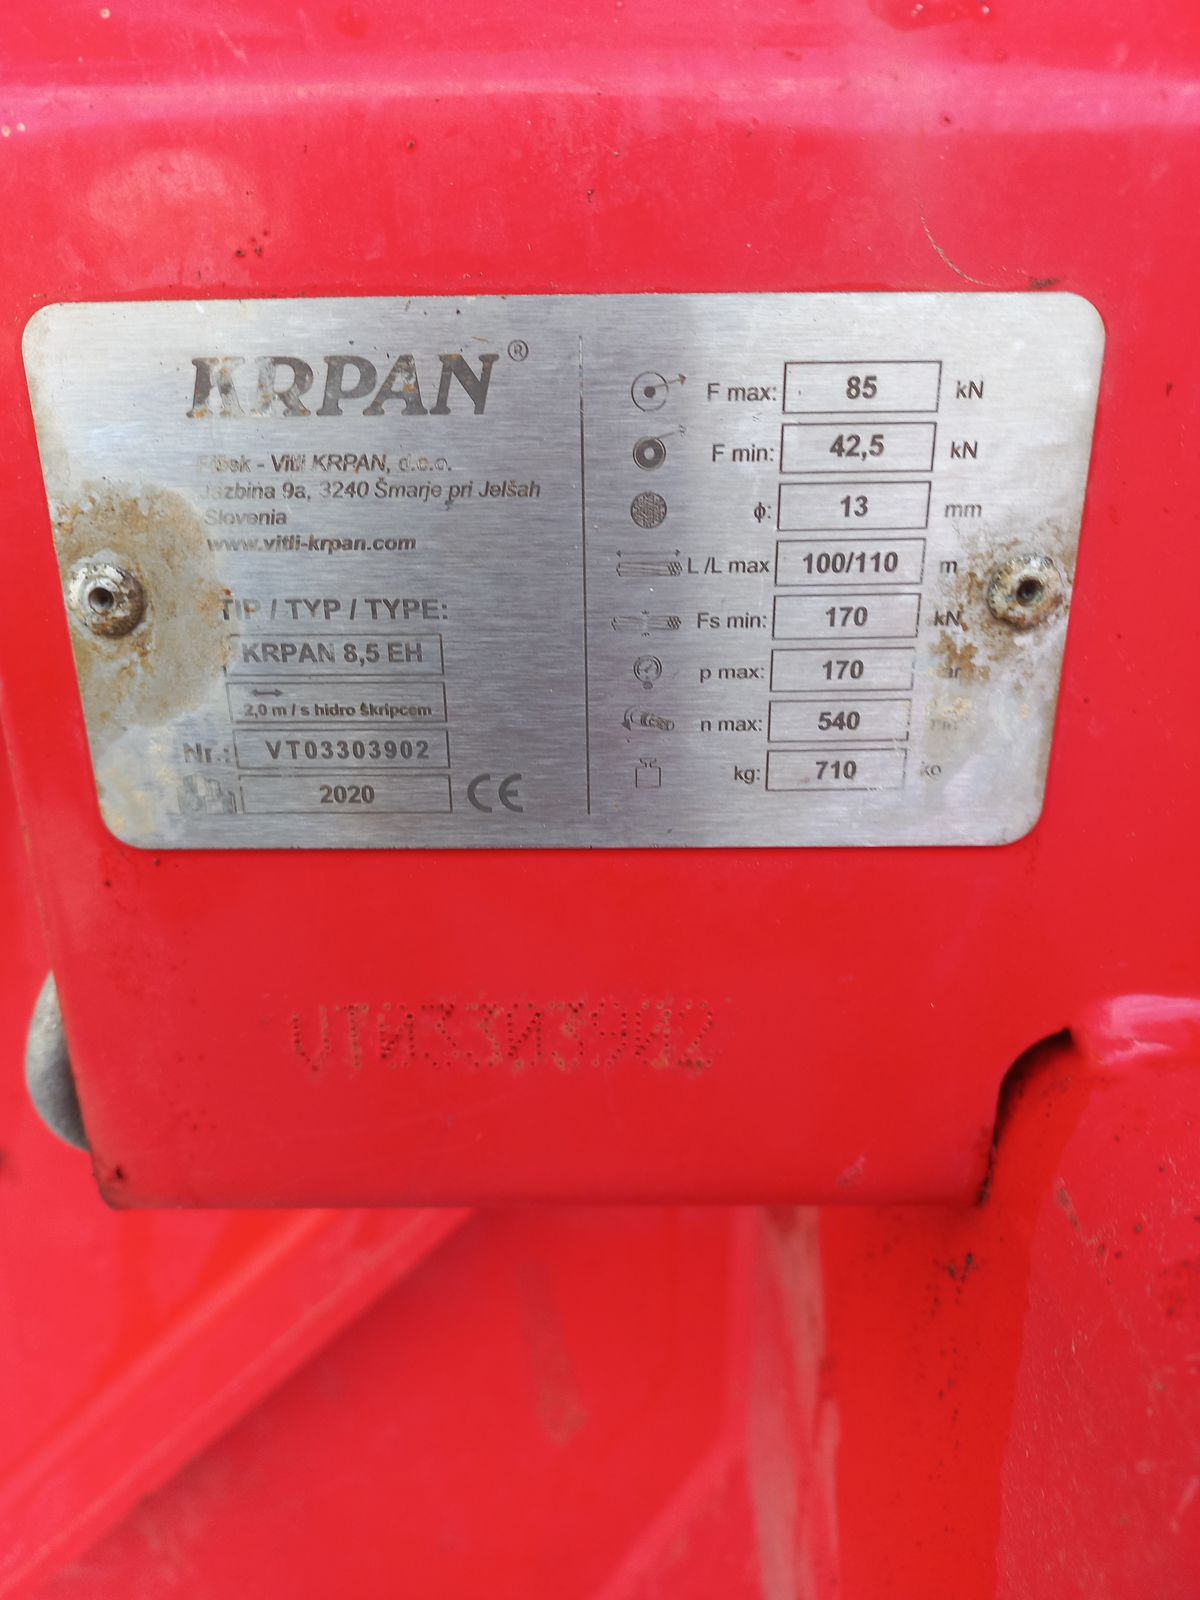 KRPAN®
- Vitli KRPAN, d.o.o.
Jazbina 9a, 3240 Šmarje pri Jelšah
Slovenia
www.vitli-krpan.com
TIP / TYP / TYPE:
KRPAN 8,5 EH
2,0 m / s hidro škripcem
Nr.: VT03303902
2020 CE
F max: 85 kN
F min: 42,5 kN
ϕ: 13 mm
L /L max 100/110 m
Fs min: 170 kN
p max: 170
n max: 540
kg: 710
VT03303902